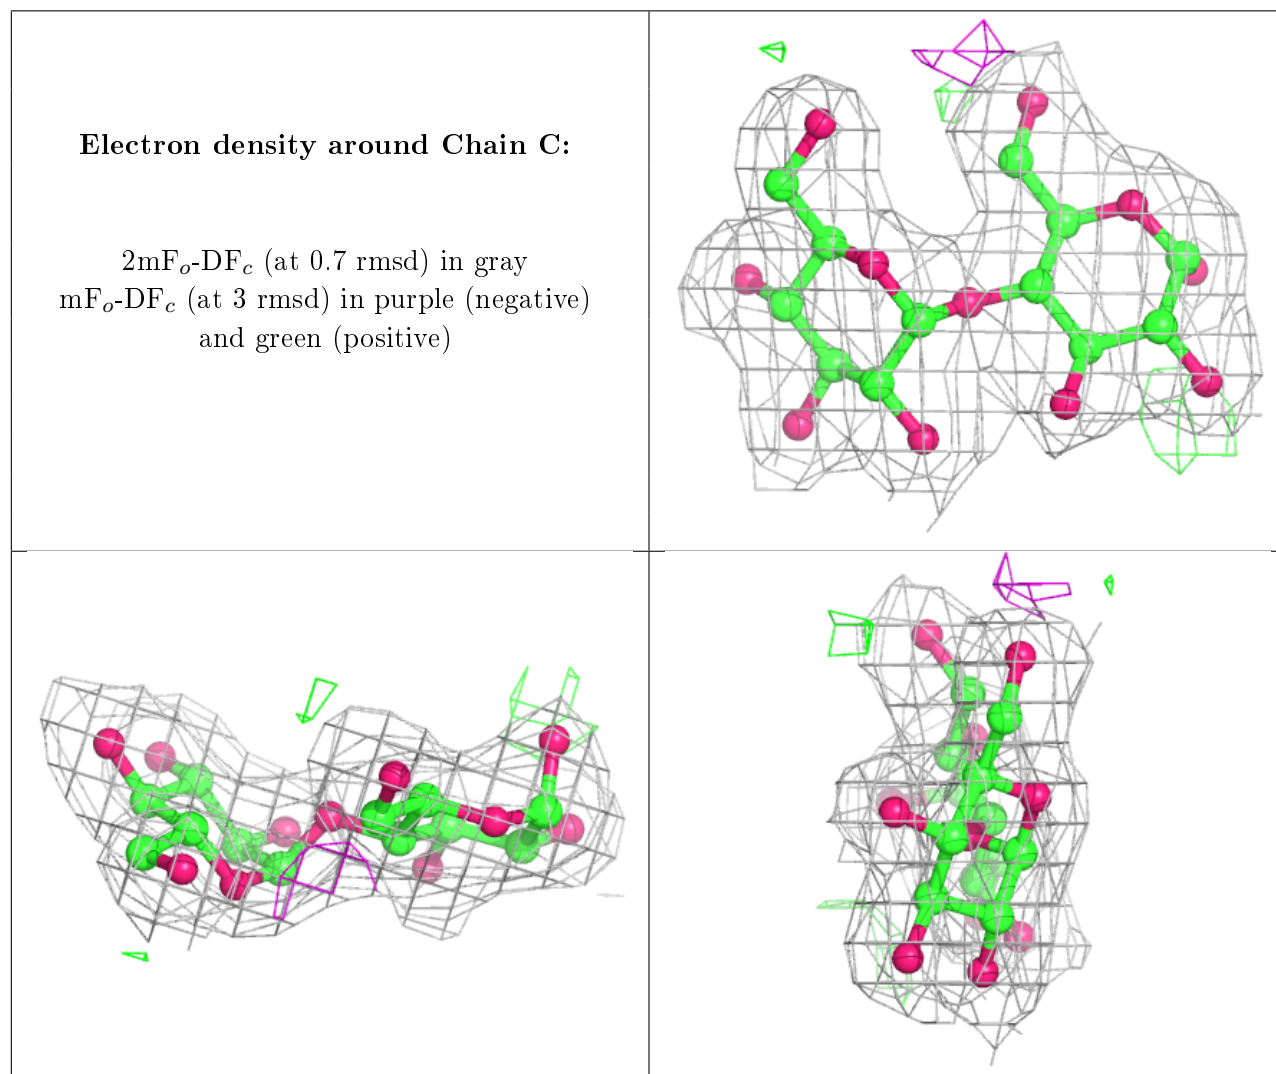 Electron density around Chain C:
2mFo-DFc (at 0.7 rmsd) in gray
mFo-DFc (at 3 rmsd) in purple (negative)
and green (positive)